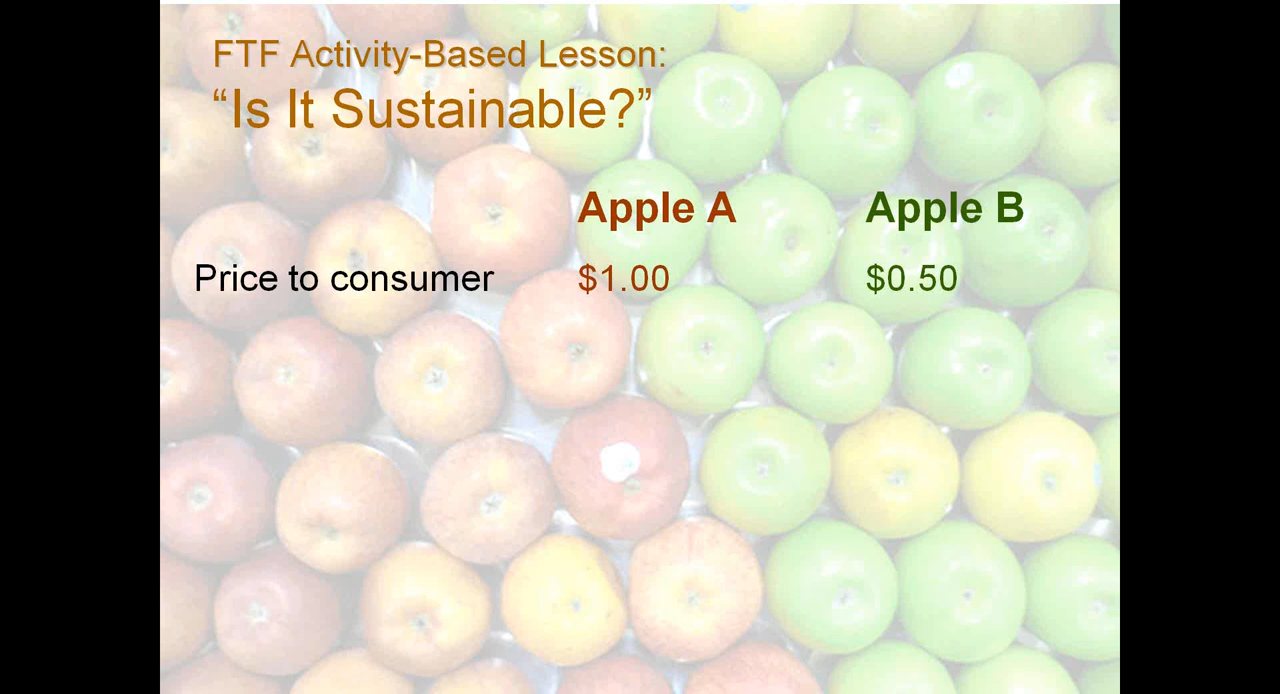 FTF Activity-Based Lesson:
“Is It Sustainable?”
Apple A Apple B
Price to consumer $1.00 $0.50